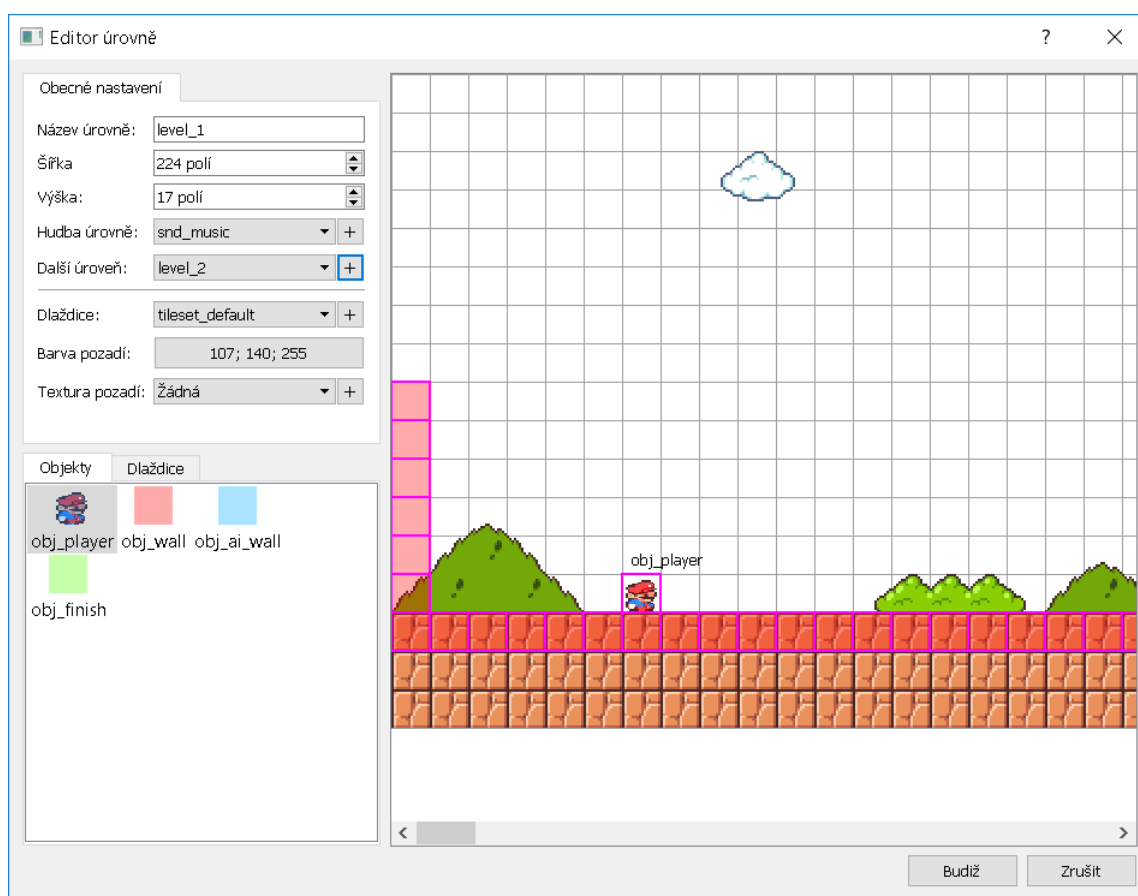 Editor úrovně
Obecné nastavení
Název úrovně: level_1
Šířka 224 polí
Výška: 17 polí
Hudba úrovně: snd_music +
Další úroveň: level_2 +
Dlaždice: tileset_default +
Barva pozadí: 107; 140; 255
Textura pozadí: Žádná +
Objekty Dlaždice
obj_player obj_wall obj_ai_wall
obj_finish
obj_player
Budiž Zrušit